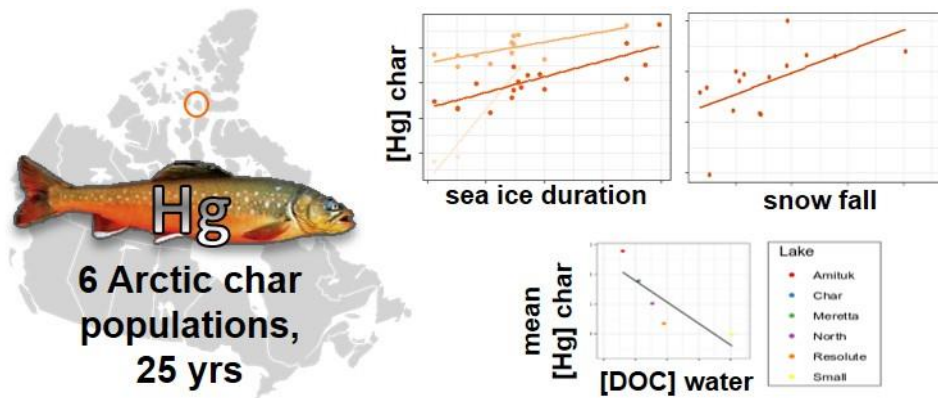 Hg
6 Arctic char
populations,
25 yrs
[Hg] char
sea ice duration
snow fall
mean
[Hg] char
[DOC] water
Lake
Amituk
Char
Meretta
North
Resolute
Small